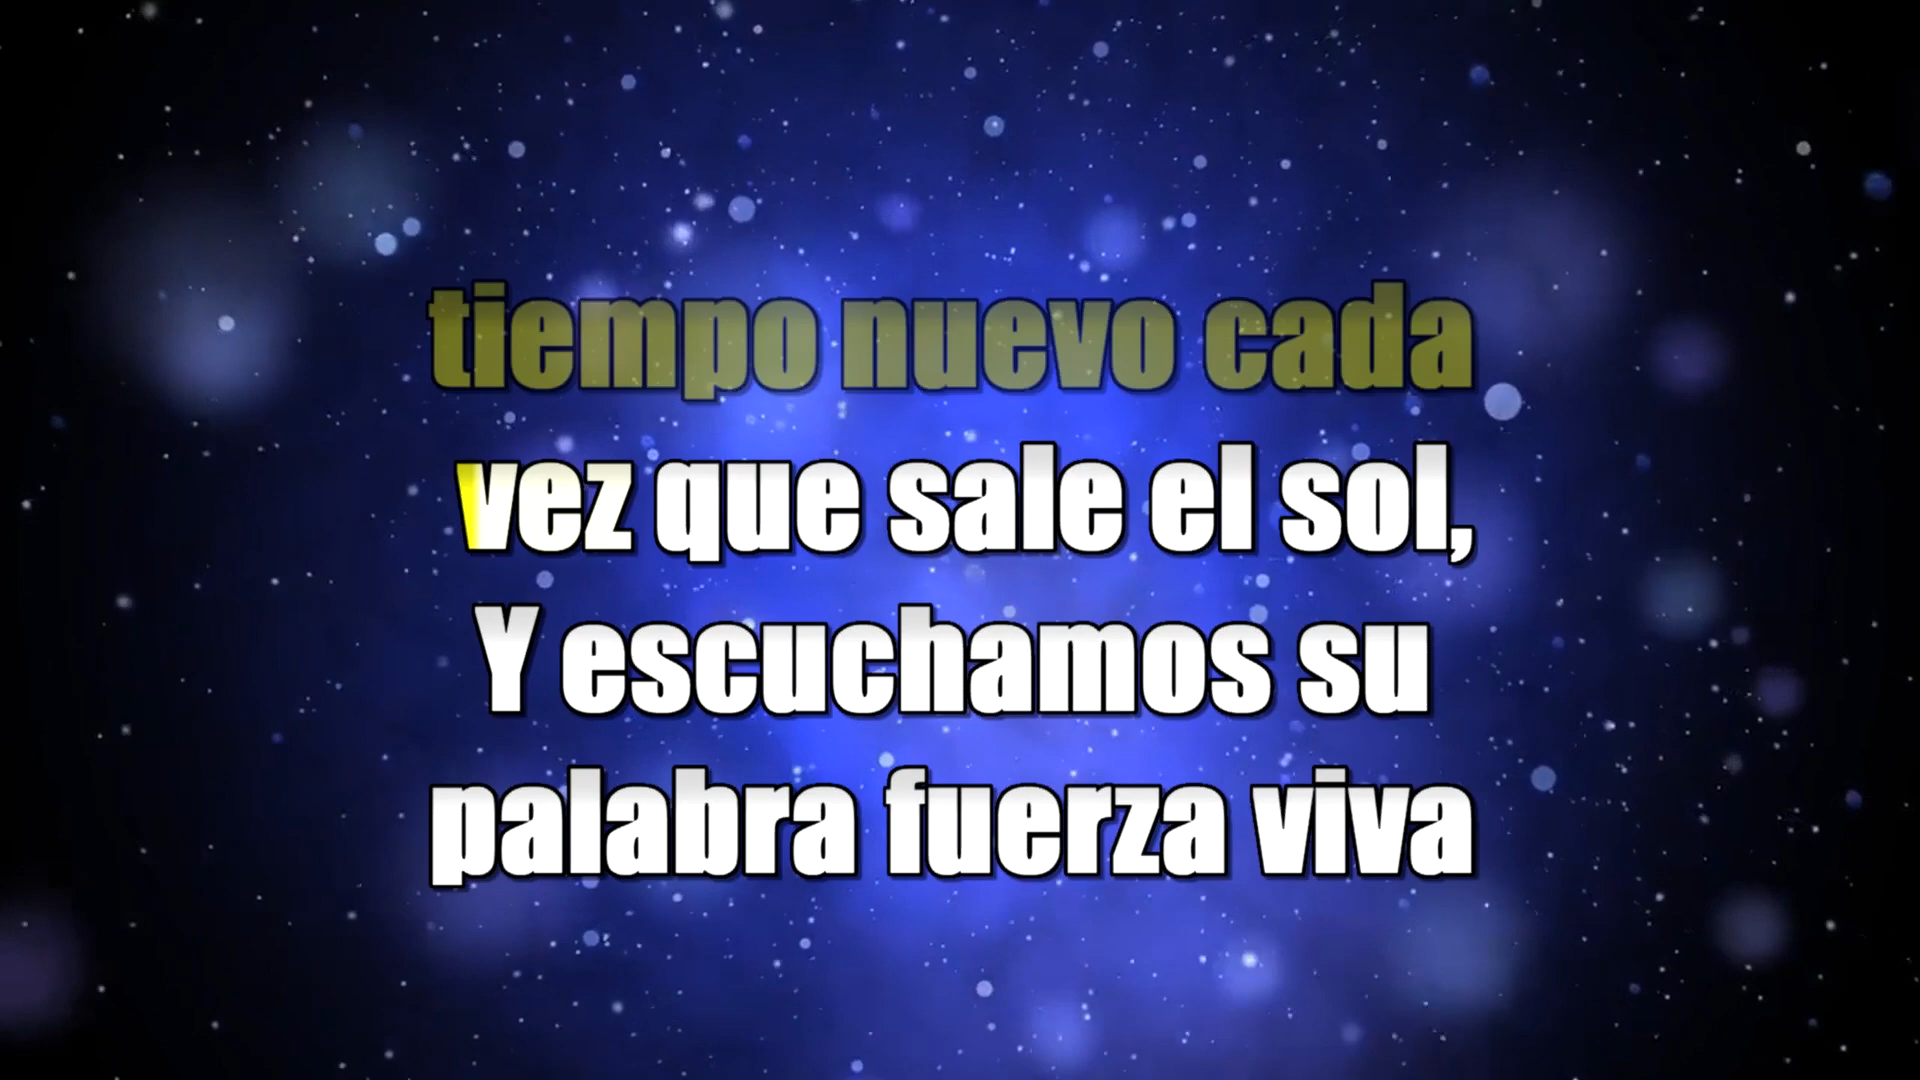 tiempo nuevo cada
vez que sale el sol,
Y escuchamos su
palabra fuerza viva